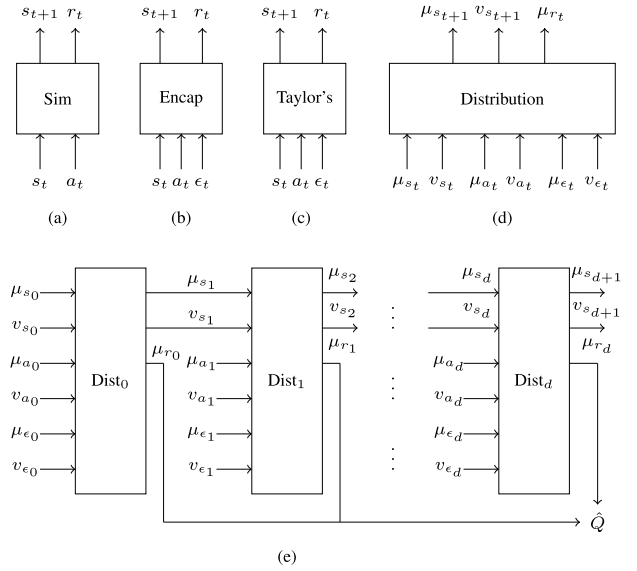 s_{t+1} r_t s_{t+1} r_t s_{t+1} r_t μ_{s_{t+1}} v_{s_{t+1}} μ_{r_t}
Sim Encap Taylor's Distribution
s_t a_t s_t a_t ϵ_t s_t a_t ϵ_t μ_{s_t} v_{s_t} μ_{a_t} v_{a_t} μ_{ϵ_t} v_{ϵ_t}
(a) (b) (c) (d)
μ_{s_0} μ_{s_1} μ_{s_2} μ_{s_d} μ_{s_{d+1}}
v_{s_0} v_{s_1} v_{s_2} v_{s_d} v_{s_{d+1}}
μ_{r_0} μ_{r_1} μ_{r_d}
μ_{a_0} μ_{a_1} μ_{a_d}
Dist_0 Dist_1 Dist_d
v_{a_0} v_{a_1} v_{a_d}
μ_{ϵ_0} μ_{ϵ_1} μ_{ϵ_d}
v_{ϵ_0} v_{ϵ_1} v_{ϵ_d}
Q̂
(e)